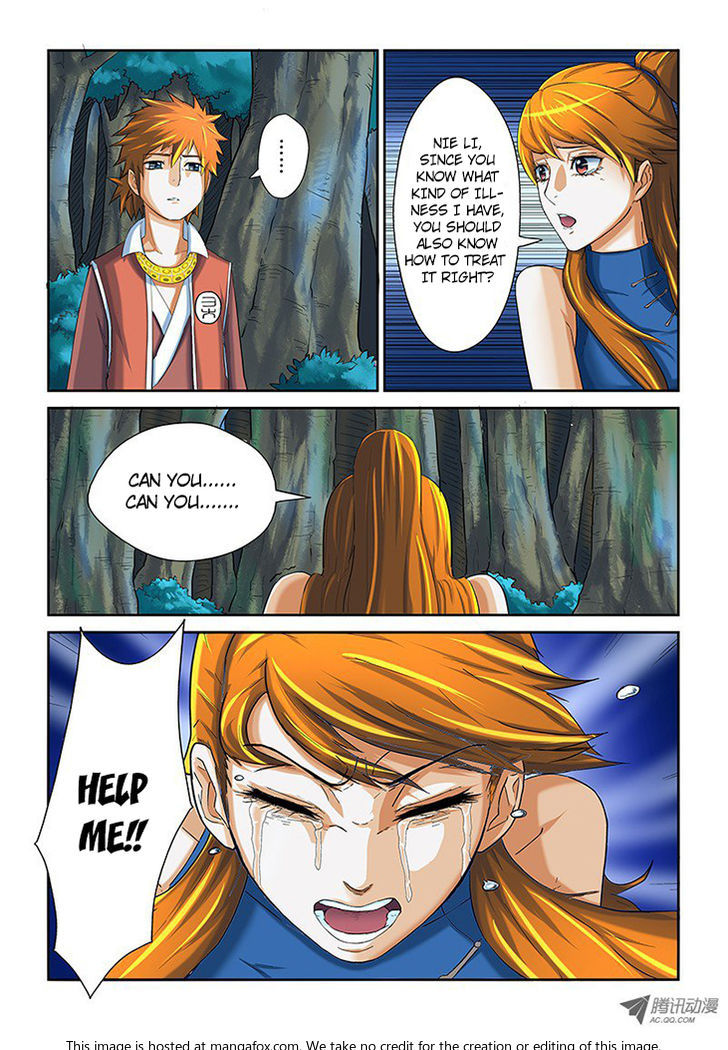 ......
NIE LI,
SINCE YOU
KNOW WHAT
KIND OF ILL-
NESS I HAVE,
YOU SHOULD
ALSO KNOW
HOW TO TREAT
IT RIGHT?
CAN YOU......
CAN YOU.......
HELP
ME!!
腾讯动漫
AC.QQ.COM
This image is hosted at mangafox.com. We take no credit for the creation or editing of this image.